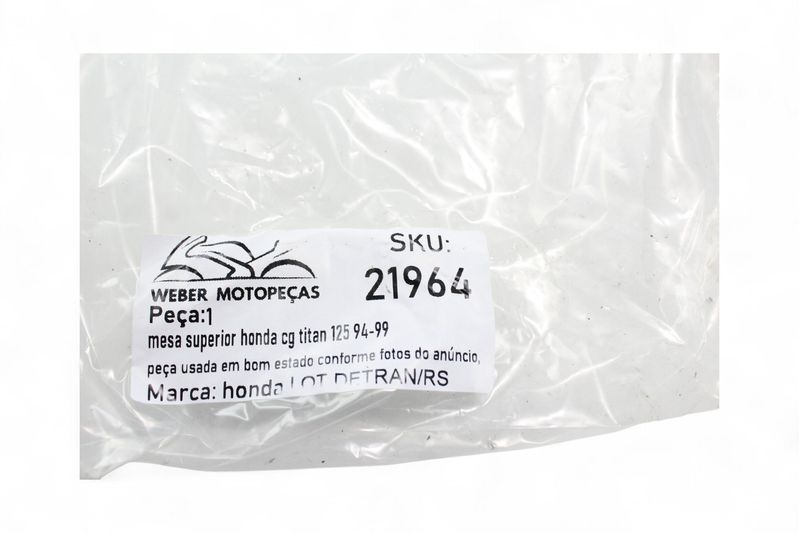 SKU:
21964
WEBER MOTOPEÇAS
Peça:1
mesa superior honda cg titan 125 94-99
peça usada em bom estado conforme fotos do anúncio,
Marca: honda LOT DETRAN/RS